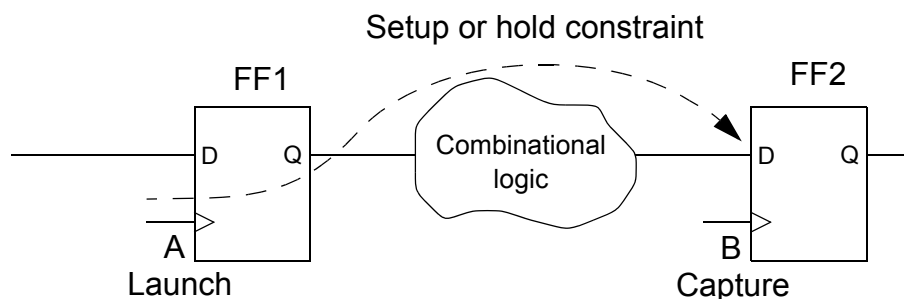 Setup or hold constraint
FF1
FF2
D
Q
Combinational
logic
D
Q
A
B
Launch
Capture